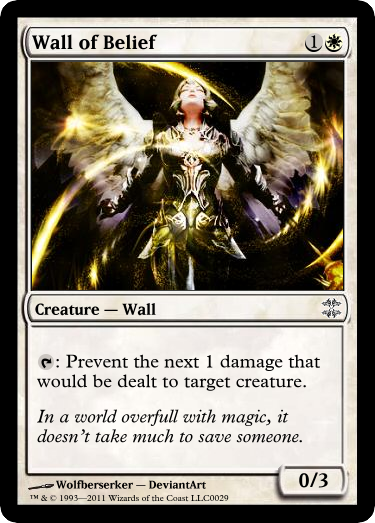 Wall of Belief 1
Creature — Wall
: Prevent the next 1 damage that
would be dealt to target creature.
In a world overfull with magic, it
doesn't take much to save someone.
Wolfberserker — DeviantArt
0/3
™ & © 1993—2011 Wizards of the Coast LLC0029